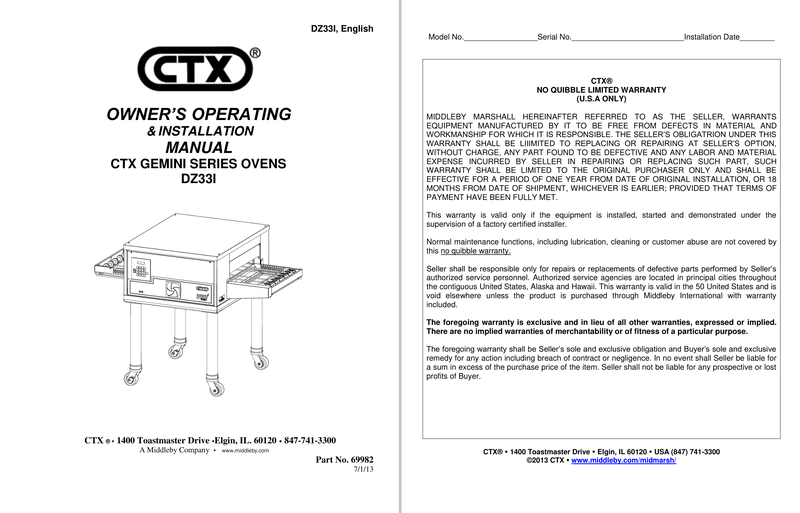 DZ33I, English
CTX®
OWNER'S OPERATING
& INSTALLATION
MANUAL
CTX GEMINI SERIES OVENS
DZ33I
CTX
CTX ® • 1400 Toastmaster Drive •Elgin, IL. 60120 • 847-741-3300
A Middleby Company • www.middleby.com
Part No. 69982
7/1/13
Model No.__________________Serial No.___________________________Installation Date________
CTX®
NO QUIBBLE LIMITED WARRANTY
(U.S.A ONLY)
MIDDLEBY MARSHALL HEREINAFTER REFERRED TO AS THE SELLER, WARRANTS
EQUIPMENT MANUFACTURED BY IT TO BE FREE FROM DEFECTS IN MATERIAL AND
WORKMANSHIP FOR WHICH IT IS RESPONSIBLE. THE SELLER'S OBLIGATRION UNDER THIS
WARRANTY SHALL BE LIIIMITED TO REPLACING OR REPAIRING AT SELLER'S OPTION,
WITHOUT CHARGE, ANY PART FOUND TO BE DEFECTIVE AND ANY LABOR AND MATERIAL
EXPENSE INCURRED BY SELLER IN REPAIRING OR REPLACING SUCH PART, SUCH
WARRANTY SHALL BE LIMITED TO THE ORIGINAL PURCHASER ONLY AND SHALL BE
EFFECTIVE FOR A PERIOD OF ONE YEAR FROM DATE OF ORIGINAL INSTALLATION, OR 18
MONTHS FROM DATE OF SHIPMENT, WHICHEVER IS EARLIER; PROVIDED THAT TERMS OF
PAYMENT HAVE BEEN FULLY MET.
This warranty is valid only if the equipment is installed, started and demonstrated under the
supervision of a factory certified installer.
Normal maintenance functions, including lubrication, cleaning or customer abuse are not covered by
this no quibble warranty.
Seller shall be responsible only for repairs or replacements of defective parts performed by Seller's
authorized service personnel. Authorized service agencies are located in principal cities throughout
the contiguous United States, Alaska and Hawaii. This warranty is valid in the 50 United States and is
void elsewhere unless the product is purchased through Middleby International with warranty
included.
The foregoing warranty is exclusive and in lieu of all other warranties, expressed or implied.
There are no implied warranties of merchantability or of fitness of a particular purpose.
The foregoing warranty shall be Seller's sole and exclusive obligation and Buyer's sole and exclusive
remedy for any action including breach of contract or negligence. In no event shall Seller be liable for
a sum in excess of the purchase price of the item. Seller shall not be liable for any prospective or lost
profits of Buyer.
CTX® • 1400 Toastmaster Drive • Elgin, IL 60120 • USA (847) 741-3300
©2013 CTX • www.middleby.com/midmarsh/